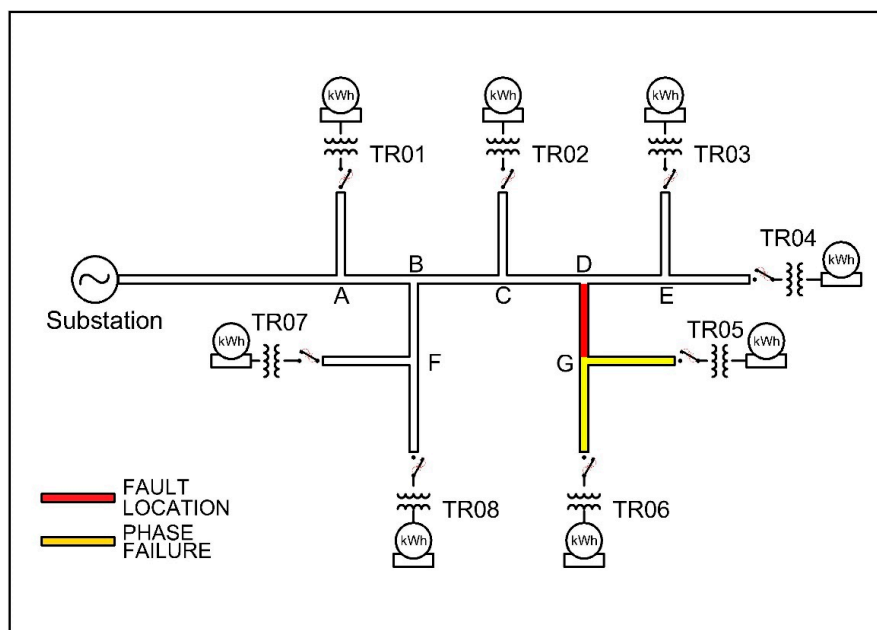 kWh
kWh
kWh
TR01
TR02
TR03
TR04
kWh
B
D
A
C
E
Substation
TR07
kWh
TR05
kWh
F
G
FAULT
LOCATION
PHASE
FAILURE
TR08
TR06
kWh
kWh